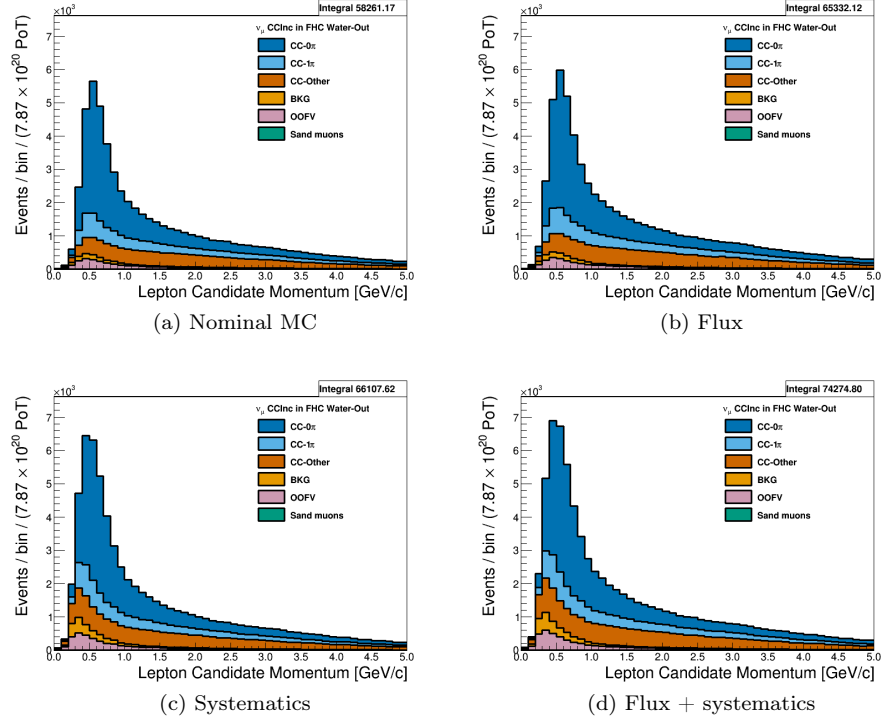 Integral 58261.17
×10³
νμ CCInc in FHC Water-Out
CC-0π
CC-1π
CC-Other
BKG
OOFV
Sand muons
Events / bin / (7.87 × 10²⁰ PoT)
7
6
5
4
3
2
1
0
0.0 0.5 1.0 1.5 2.0 2.5 3.0 3.5 4.0 4.5 5.0
Lepton Candidate Momentum [GeV/c]
(a) Nominal MC
Integral 65332.12
×10³
νμ CCInc in FHC Water-Out
CC-0π
CC-1π
CC-Other
BKG
OOFV
Sand muons
Events / bin / (7.87 × 10²⁰ PoT)
7
6
5
4
3
2
1
0
0.0 0.5 1.0 1.5 2.0 2.5 3.0 3.5 4.0 4.5 5.0
Lepton Candidate Momentum [GeV/c]
(b) Flux
Integral 66107.62
×10³
νμ CCInc in FHC Water-Out
CC-0π
CC-1π
CC-Other
BKG
OOFV
Sand muons
Events / bin / (7.87 × 10²⁰ PoT)
7
6
5
4
3
2
1
0
0.0 0.5 1.0 1.5 2.0 2.5 3.0 3.5 4.0 4.5 5.0
Lepton Candidate Momentum [GeV/c]
(c) Systematics
Integral 74274.80
×10³
νμ CCInc in FHC Water-Out
CC-0π
CC-1π
CC-Other
BKG
OOFV
Sand muons
Events / bin / (7.87 × 10²⁰ PoT)
7
6
5
4
3
2
1
0
0.0 0.5 1.0 1.5 2.0 2.5 3.0 3.5 4.0 4.5 5.0
Lepton Candidate Momentum [GeV/c]
(d) Flux + systematics